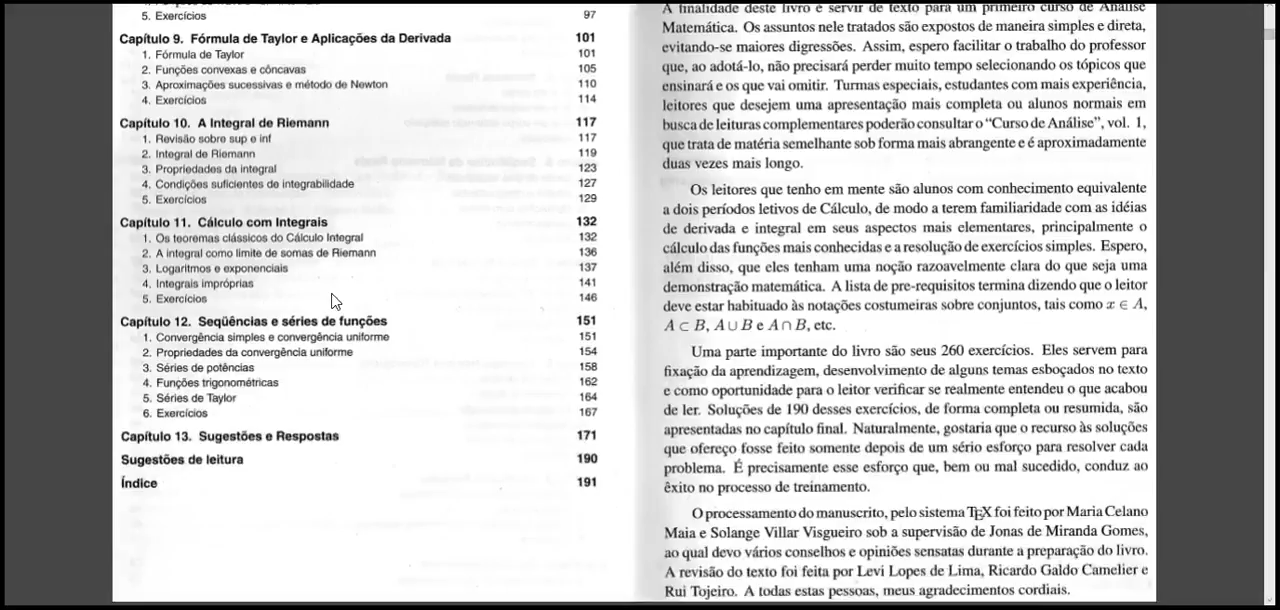 5. Exercícios 97
Capítulo 9. Fórmula de Taylor e Aplicações da Derivada 101
1. Fórmula de Taylor 101
2. Funções convexas e côncavas 105
3. Aproximações sucessivas e método de Newton 110
4. Exercícios 114
Capítulo 10. A Integral de Riemann 117
1. Revisão sobre sup e inf 117
2. Integral de Riemann 119
3. Propriedades da integral 123
4. Condições suficientes de integrabilidade 127
5. Exercícios 129
Capítulo 11. Cálculo com Integrais 132
1. Os teoremas clássicos do Cálculo Integral 132
2. A integral como limite de somas de Riemann 136
3. Logaritmos e exponenciais 137
4. Integrais impróprias 141
5. Exercícios 146
Capítulo 12. Seqüências e séries de funções 151
1. Convergência simples e convergência uniforme 151
2. Propriedades da convergência uniforme 154
3. Séries de potências 158
4. Funções trigonométricas 162
5. Séries de Taylor 164
6. Exercícios 167
Capítulo 13. Sugestões e Respostas 171
Sugestões de leitura 190
Índice 191
A finalidade deste livro é servir de texto para um primeiro curso de Análise
Matemática. Os assuntos nele tratados são expostos de maneira simples e direta,
evitando-se maiores digressões. Assim, espero facilitar o trabalho do professor
que, ao adotá-lo, não precisará perder muito tempo selecionando os tópicos que
ensinará e os que vai omitir. Turmas especiais, estudantes com mais experiência,
leitores que desejem uma apresentação mais completa ou alunos normais em
busca de leituras complementares poderão consultar o “Curso de Análise”, vol. 1,
que trata de matéria semelhante sob forma mais abrangente e é aproximadamente
duas vezes mais longo.
Os leitores que tenho em mente são alunos com conhecimento equivalente
a dois períodos letivos de Cálculo, de modo a terem familiaridade com as idéias
de derivada e integral em seus aspectos mais elementares, principalmente o
cálculo das funções mais conhecidas e a resolução de exercícios simples. Espero,
além disso, que eles tenham uma noção razoavelmente clara do que seja uma
demonstração matemática. A lista de pre-requisitos termina dizendo que o leitor
deve estar habituado às notações costumeiras sobre conjuntos, tais como x ∈ A,
A ⊂ B, A ∪ B e A ∩ B, etc.
Uma parte importante do livro são seus 260 exercícios. Eles servem para
fixação da aprendizagem, desenvolvimento de alguns temas esboçados no texto
e como oportunidade para o leitor verificar se realmente entendeu o que acabou
de ler. Soluções de 190 desses exercícios, de forma completa ou resumida, são
apresentadas no capítulo final. Naturalmente, gostaria que o recurso às soluções
que ofereço fosse feito somente depois de um sério esforço para resolver cada
problema. É precisamente esse esforço que, bem ou mal sucedido, conduz ao
êxito no processo de treinamento.
O processamento do manuscrito, pelo sistema TEX foi feito por Maria Celano
Maia e Solange Villar Visgueiro sob a supervisão de Jonas de Miranda Gomes,
ao qual devo vários conselhos e opiniões sensatas durante a preparação do livro.
A revisão do texto foi feita por Levi Lopes de Lima, Ricardo Galdo Camelier e
Rui Tojeiro. A todas estas pessoas, meus agradecimentos cordiais.